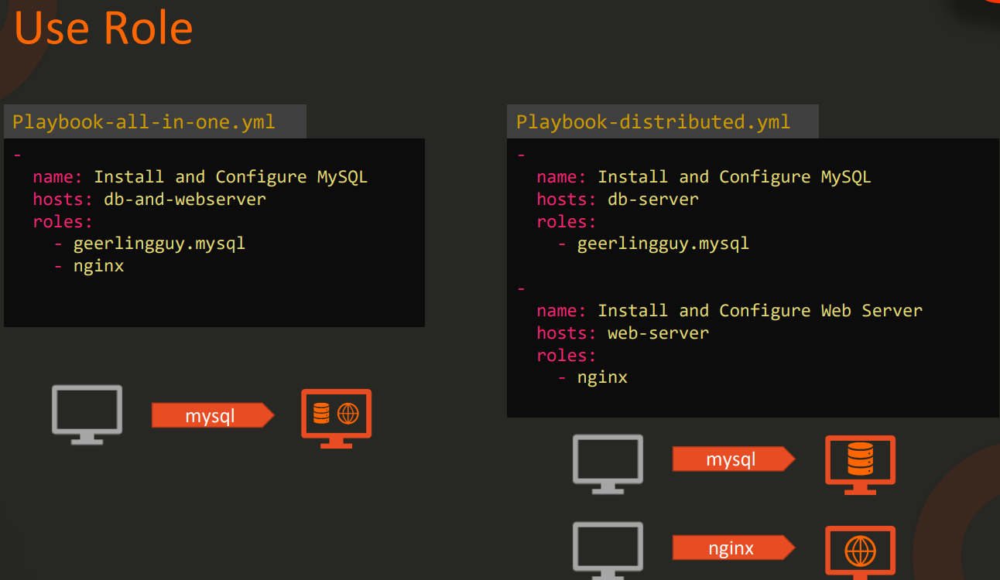 Use Role
Playbook-all-in-one.yml
-
  name: Install and Configure MySQL
  hosts: db-and-webserver
  roles:
    - geerlingguy.mysql
    - nginx
mysql
Playbook-distributed.yml
-
  name: Install and Configure MySQL
  hosts: db-server
  roles:
    - geerlingguy.mysql
-
  name: Install and Configure Web Server
  hosts: web-server
  roles:
    - nginx
mysql
nginx